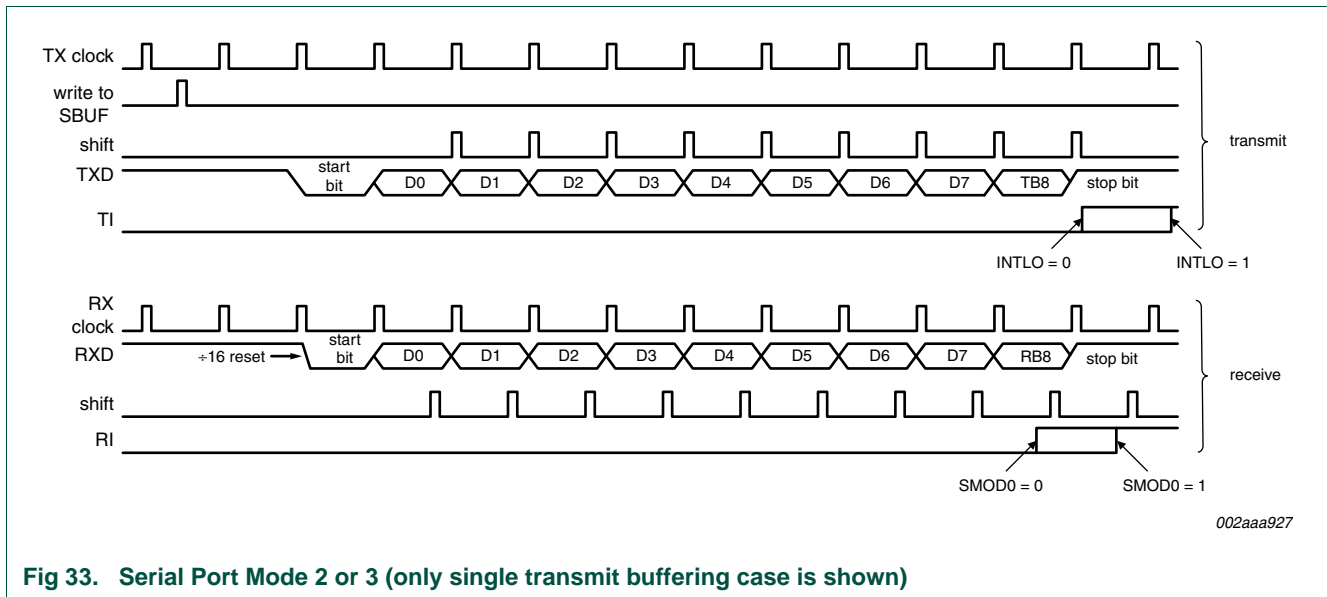 TX clock
write to
SBUF
shift
TXD
start
bit
D0 D1 D2 D3 D4 D5 D6 D7 TB8 stop bit
TI
INTLO = 0 INTLO = 1
transmit
RX
clock
RXD
÷16 reset
start
bit
D0 D1 D2 D3 D4 D5 D6 D7 RB8 stop bit
shift
RI
SMOD0 = 0 SMOD0 = 1
receive
002aaa927
Fig 33. Serial Port Mode 2 or 3 (only single transmit buffering case is shown)